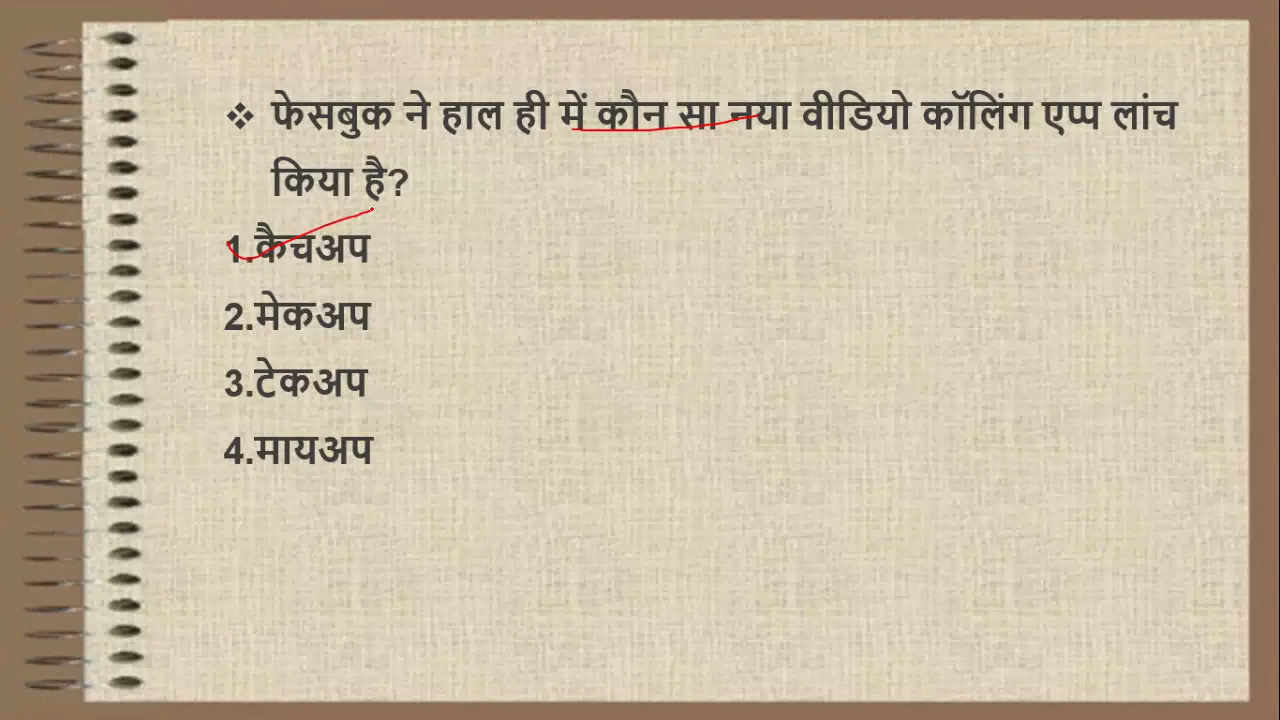 ❖ फेसबुक ने हाल ही में कौन सा नया वीडियो कॉलिंग एप्प लांच
किया है?
1.कैचअप
2.मेकअप
3.टेकअप
4.मायअप